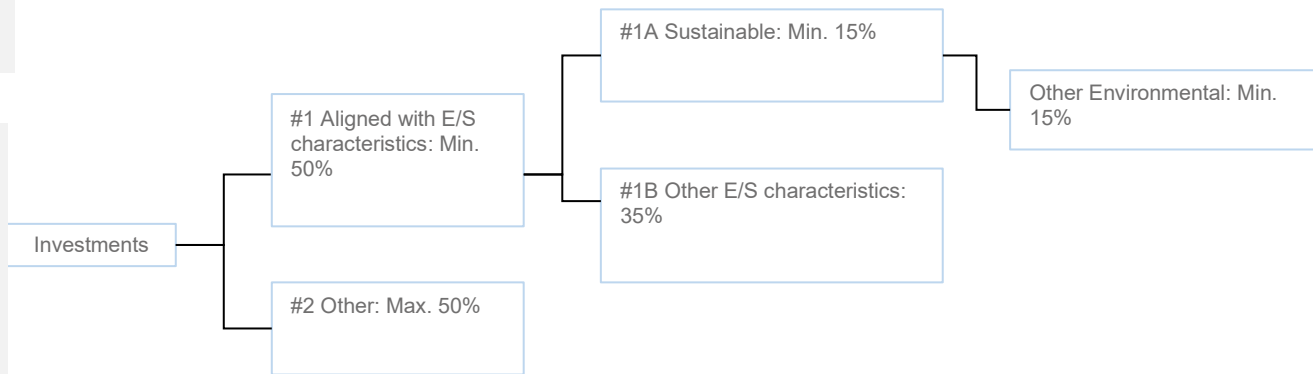 Investments
#1 Aligned with E/S
characteristics: Min.
50%
#2 Other: Max. 50%
#1A Sustainable: Min. 15%
#1B Other E/S characteristics:
35%
Other Environmental: Min.
15%